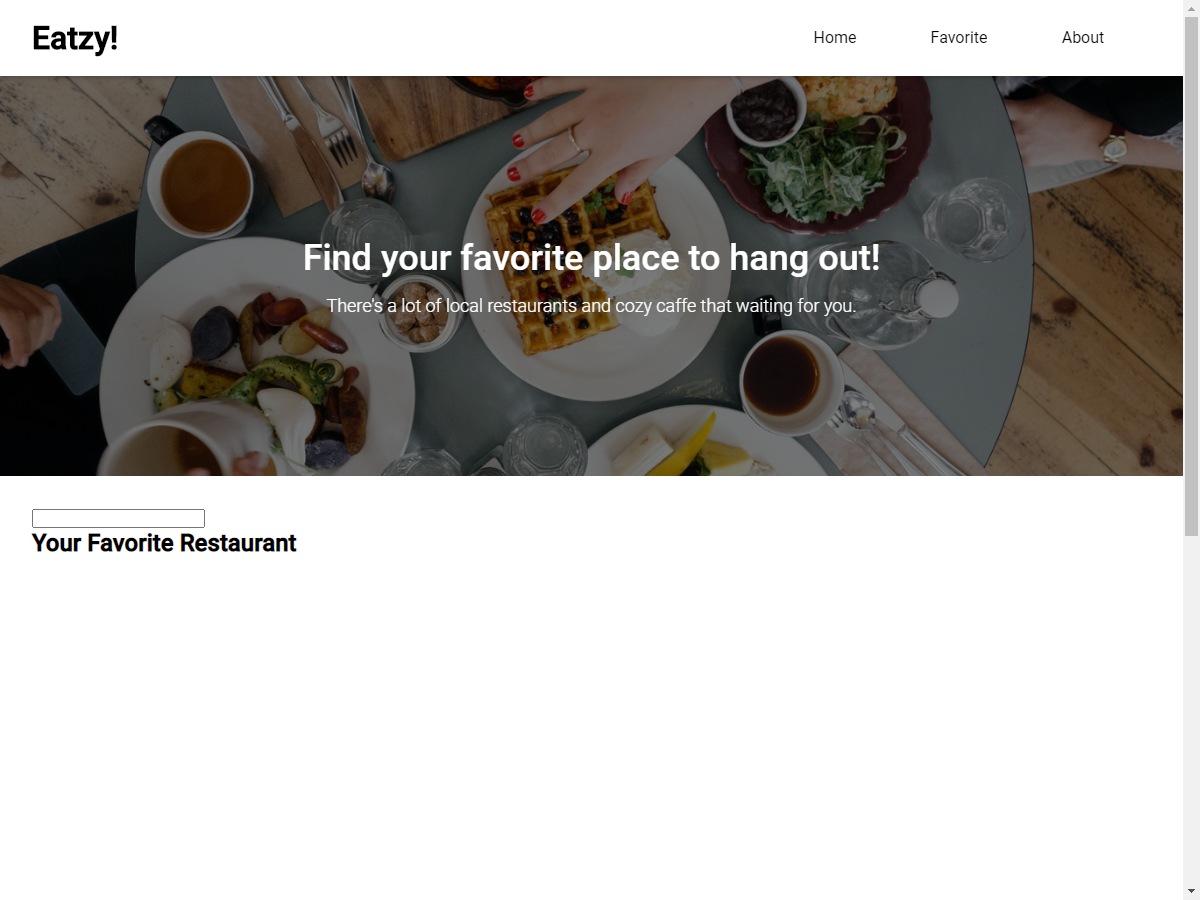 Eatzy!
Home
Favorite
About
Find your favorite place to hang out!
There's a lot of local restaurants and cozy caffe that waiting for you.
Your Favorite Restaurant